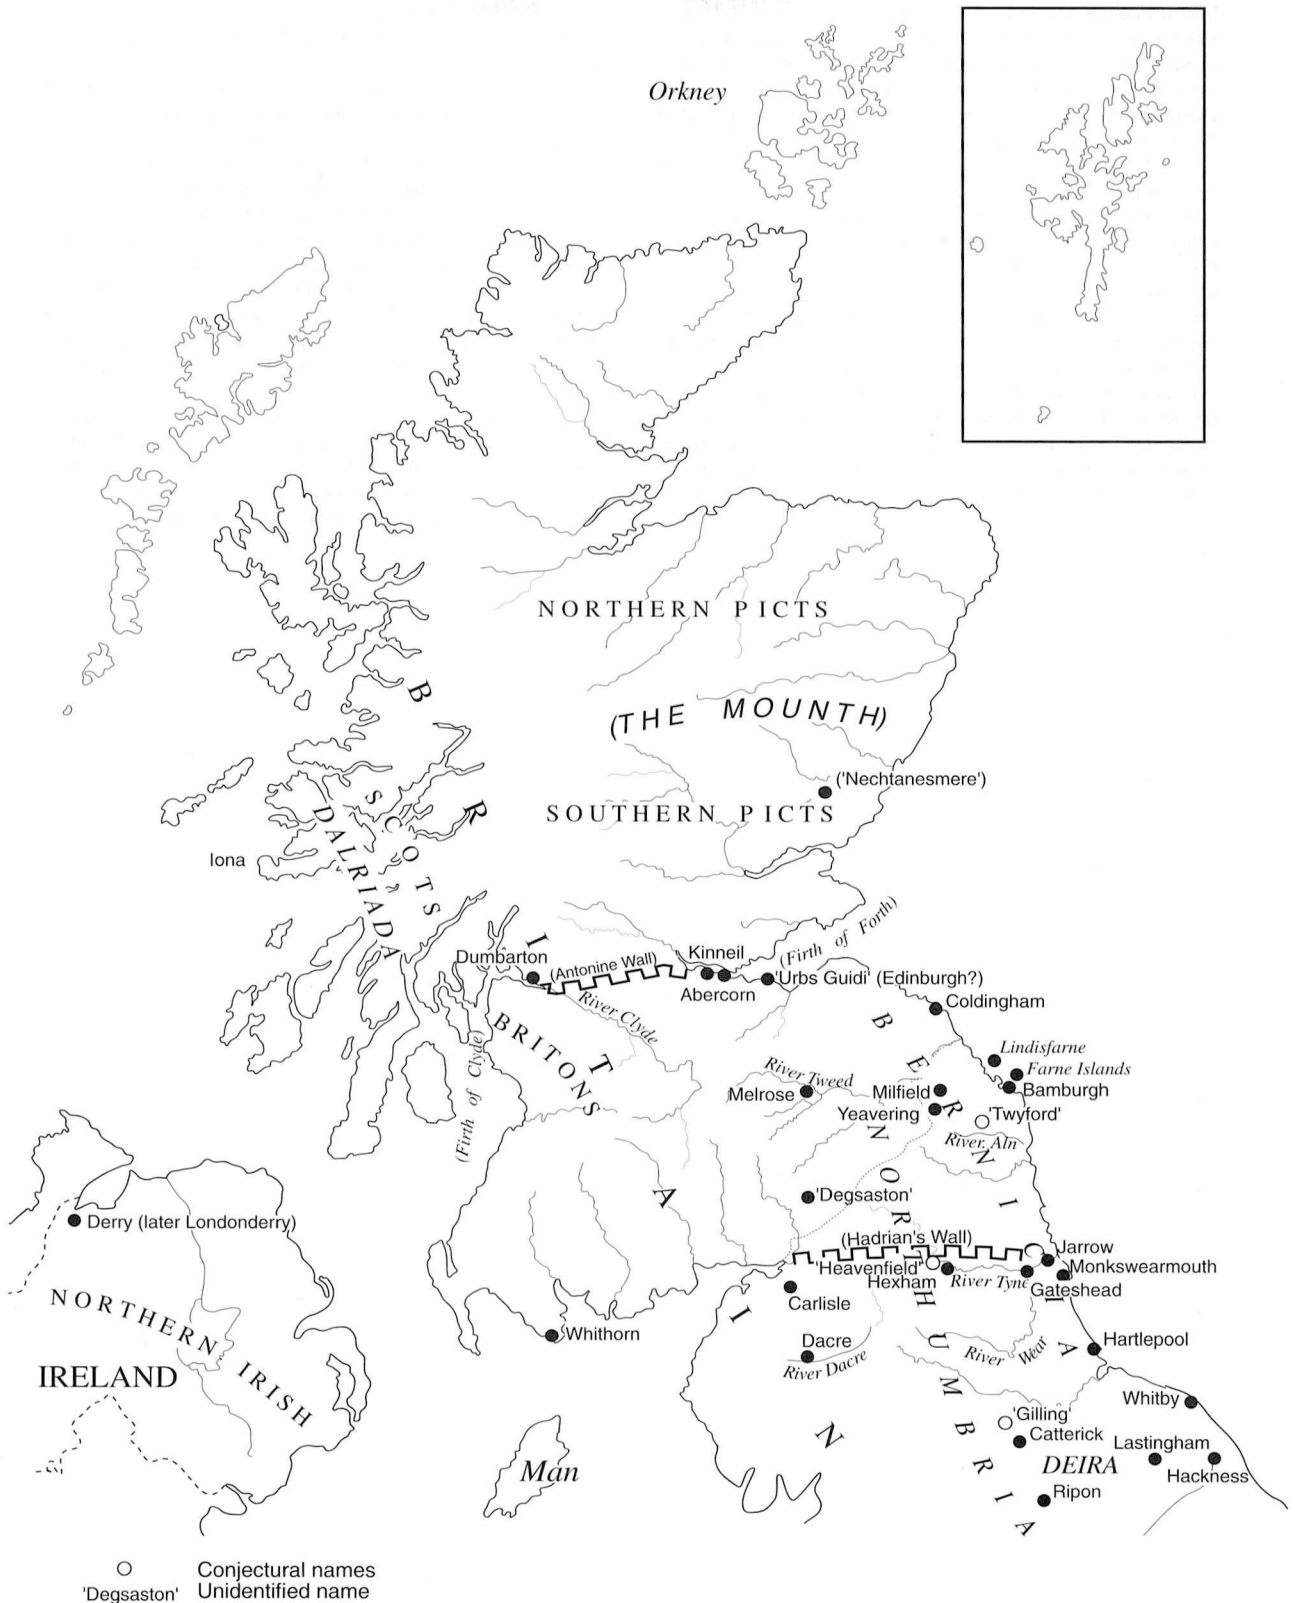 Orkney
NORTHERN PICTS
(THE MOUNTH)
('Nechtanesmere')
SOUTHERN PICTS
SCOTS
DALRIADA
Iona
BRITAIN
Dumbarton
(Antonine Wall)
Kinneil
Abercorn
(Firth of Forth)
'Urbs Guidi' (Edinburgh?)
Coldingham
River Clyde
BRITONS
(Firth of Clyde)
Lindisfarne
Farne Islands
Bamburgh
River Tweed
Melrose
Milfield
Yeavering
'Twyford'
River. Aln
BERNICIA
NORTHUMBRIA
'Degsaston'
Derry (later Londonderry)
(Hadrian's Wall)
'Heavenfield'
Hexham
River Tyne
Jarrow
Monkswearmouth
Gateshead
Carlisle
Whithorn
Dacre
River Dacre
River Wear
Hartlepool
NORTHERN IRISH
IRELAND
Whitby
'Gilling'
Catterick
Lastingham
DEIRA
Hackness
Ripon
Man
Conjectural names
'Degsaston' Unidentified name